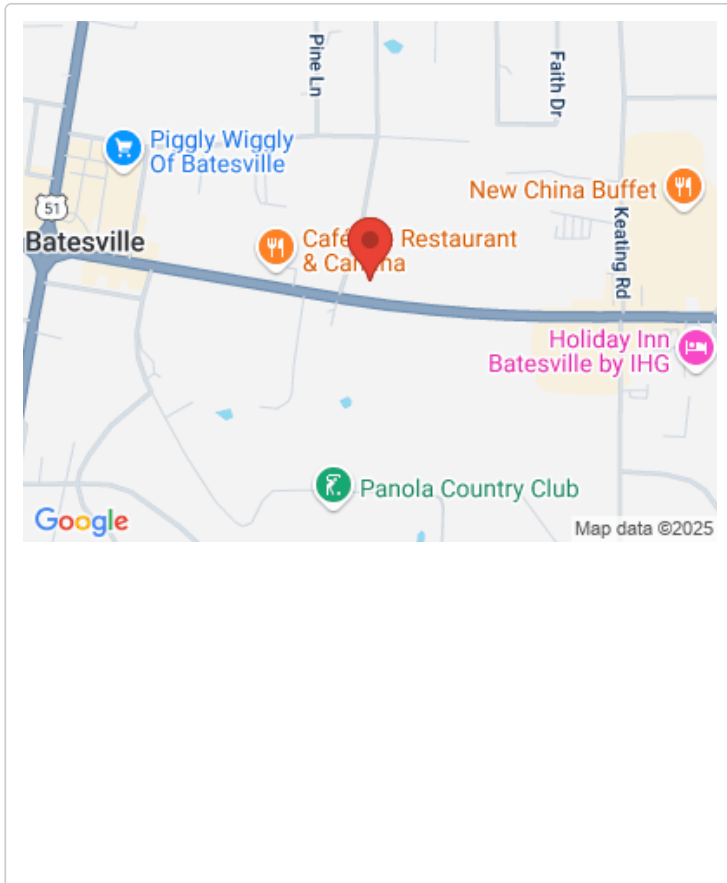 Pine Ln
Faith Dr
Piggly Wiggly
Of Batesville
New China Buffet
51
Batesville
Restaurant
&
Keating Rd
Holiday Inn
Batesville by IHG
Panola Country Club
Google
Map data ©2025